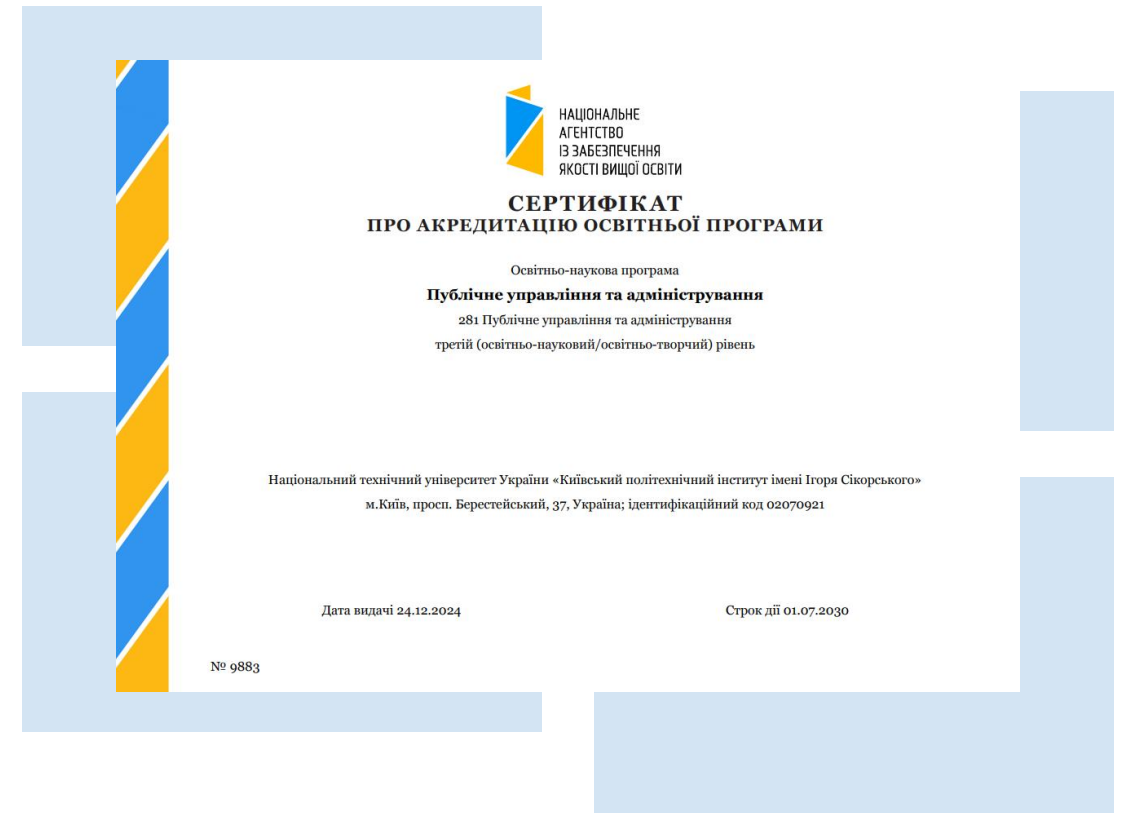 НАЦІОНАЛЬНЕ
АГЕНТСТВО
ІЗ ЗАБЕЗПЕЧЕННЯ
ЯКОСТІ ВИЩОЇ ОСВІТИ
СЕРТИФІКАТ
ПРО АКРЕДИТАЦІЮ ОСВІТНЬОЇ ПРОГРАМИ
Освітньо-наукова програма
Публічне управління та адміністрування
281 Публічне управління та адміністрування
третій (освітньо-науковий/освітньо-творчий) рівень
Національний технічний університет України «Київський політехнічний інститут імені Ігоря Сікорського»
м.Київ, просп. Берестейський, 37, Україна; ідентифікаційний код 02070921
Дата видачі 24.12.2024
Строк дії 01.07.2030
№ 9883